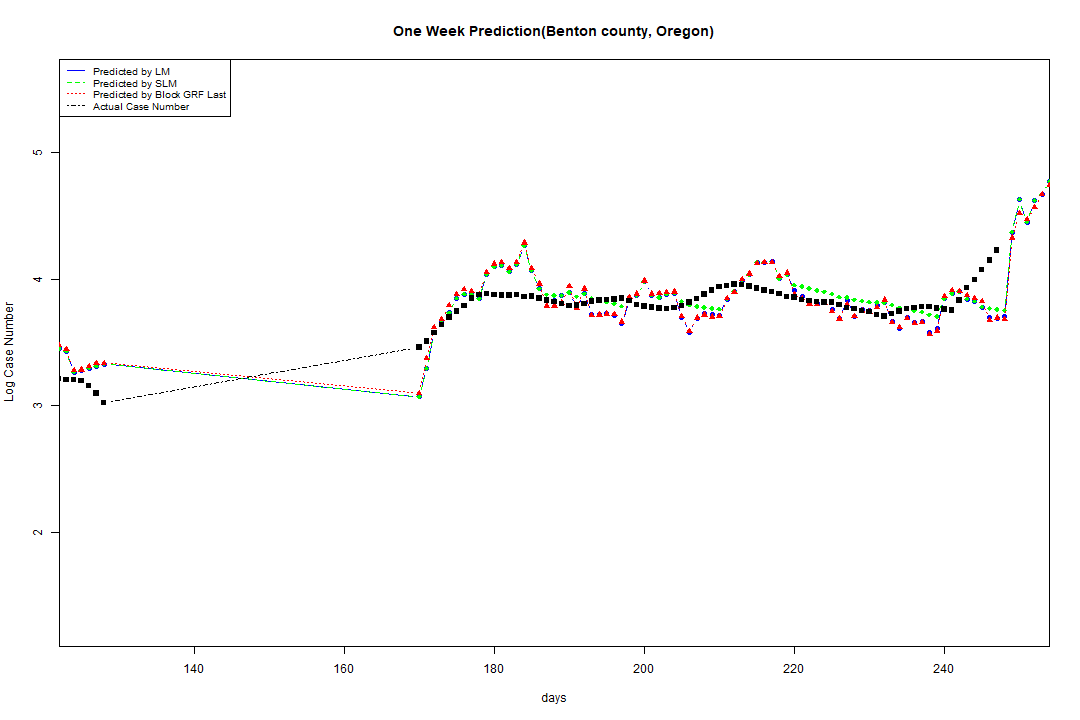 One Week Prediction(Benton county, Oregon)
Predicted by LM
Predicted by SLM
Predicted by Block GRF Last
Actual Case Number
5
4
3
2
Log Case Number
140 160 180 200 220 240
days